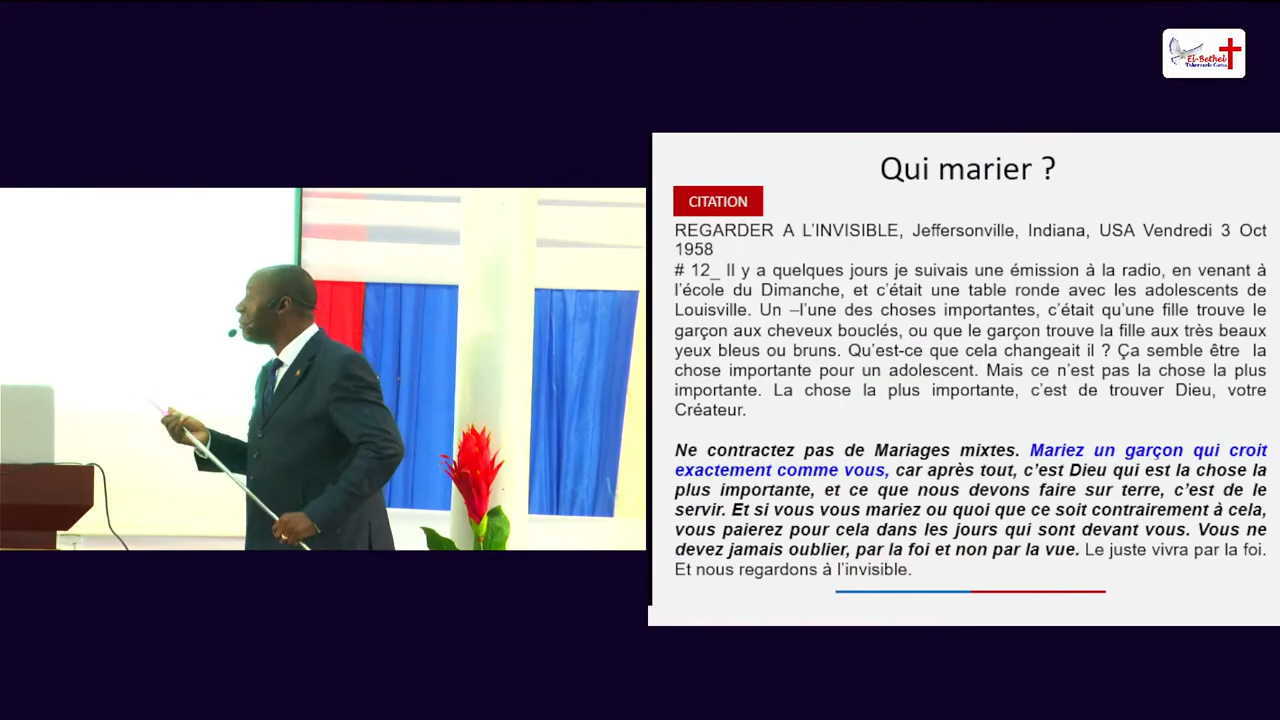 El-Bethel
Tabernacle
Qui marier ?
CITATION
REGARDER A L’INVISIBLE, Jeffersonville, Indiana, USA Vendredi 3 Oct
1958
# 12_ Il y a quelques jours je suivais une émission à la radio, en venant à
l’école du Dimanche, et c’était une table ronde avec les adolescents de
Louisville. Un –l’une des choses importantes, c’était qu’une fille trouve le
garçon aux cheveux bouclés, ou que le garçon trouve la fille aux très beaux
yeux bleus ou bruns. Qu’est-ce que cela changeait il ? Ça semble être la
chose importante pour un adolescent. Mais ce n’est pas la chose la plus
importante. La chose la plus importante, c’est de trouver Dieu, votre
Créateur.
Ne contractez pas de Mariages mixtes. Mariez un garçon qui croit
exactement comme vous, car après tout, c’est Dieu qui est la chose la
plus importante, et ce que nous devons faire sur terre, c’est de le
servir. Et si vous vous mariez ou quoi que ce soit contrairement à cela,
vous paierez pour cela dans les jours qui sont devant vous. Vous ne
devez jamais oublier, par la foi et non par la vue. Le juste vivra par la foi.
Et nous regardons à l’invisible.